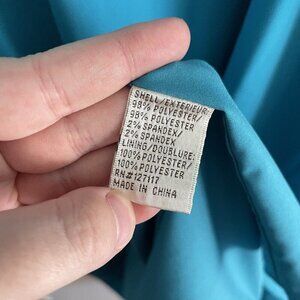 SHELL/EXTERIEUR:
98% POLYESTER/
98% POLYESTER
2% SPANDEX/
2% SPANDEX
LINING/DOUBLURE:
100% POLYESTER/
100% POLYESTER
RN#127117
MADE IN CHINA